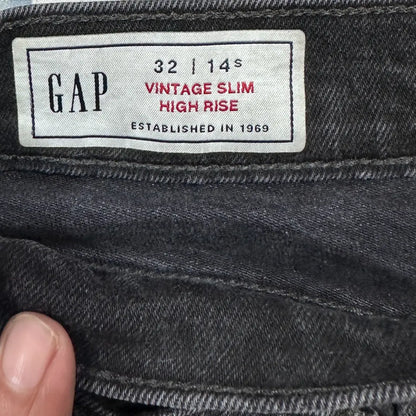 GAP
32 | 14s
VINTAGE SLIM
HIGH RISE
ESTABLISHED IN 1969